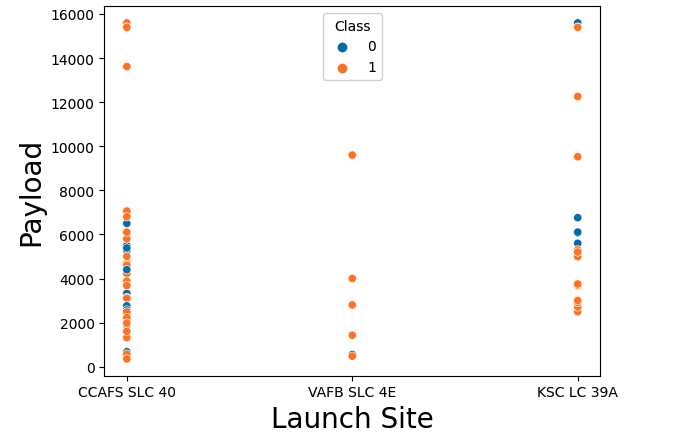 16000
14000
12000
10000
8000
6000
4000
2000
0
Payload
Class
0
1
CCAFS SLC 40
VAFB SLC 4E
KSC LC 39A
Launch Site